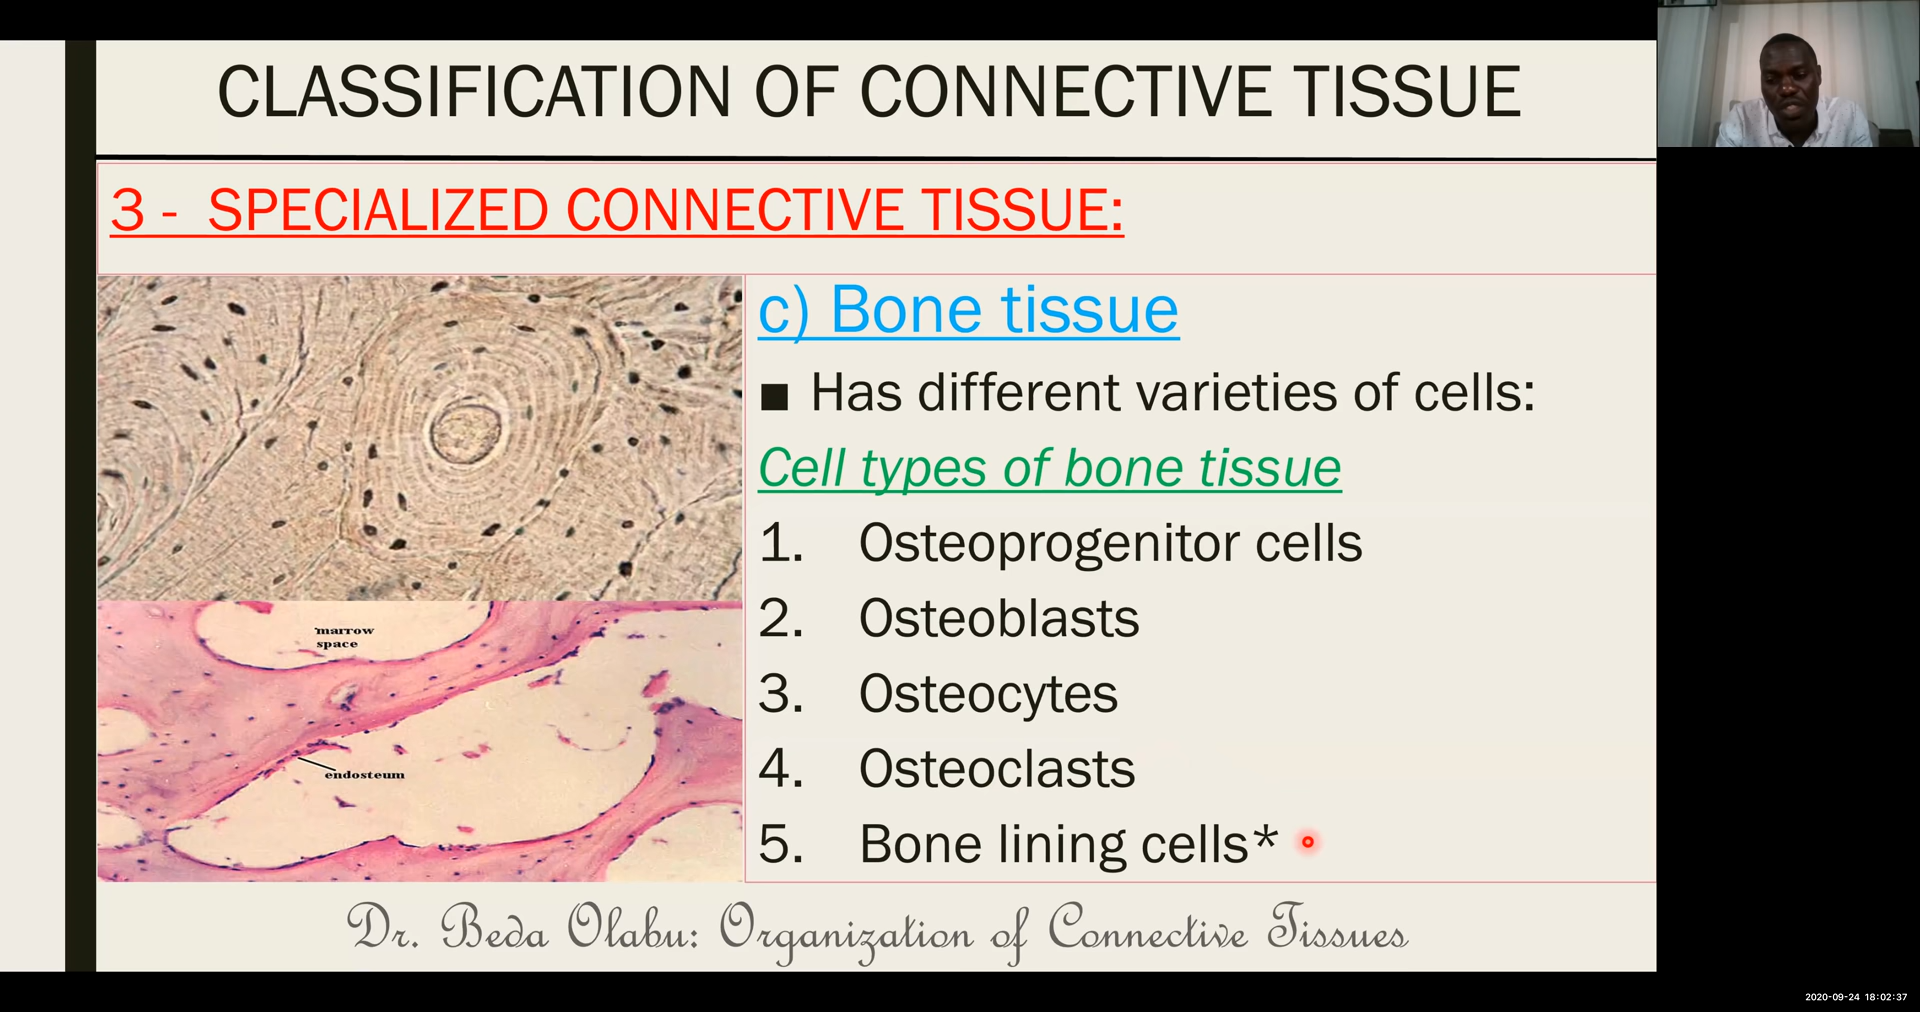 CLASSIFICATION OF CONNECTIVE TISSUE
3 - SPECIALIZED CONNECTIVE TISSUE:
marrow
space
endosteum
c) Bone tissue
■ Has different varieties of cells:
Cell types of bone tissue
1. Osteoprogenitor cells
2. Osteoblasts
3. Osteocytes
4. Osteoclasts
5. Bone lining cells*
Dr. Beda Olabu: Organization of Connective Tissues
2020-09-24 18:02:37